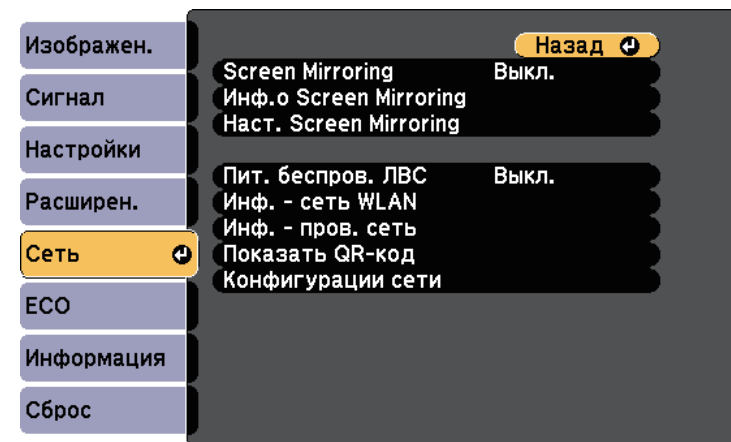 Изображен.
Сигнал
Настройки
Расширен.
Сеть
ECO
Информация
Сброс
Назад
Screen Mirroring Выкл.
Инф.о Screen Mirroring
Наст. Screen Mirroring
Пит. беспров. ЛВС Выкл.
Инф. - сеть WLAN
Инф. - пров. сеть
Показать QR-код
Конфигурации сети